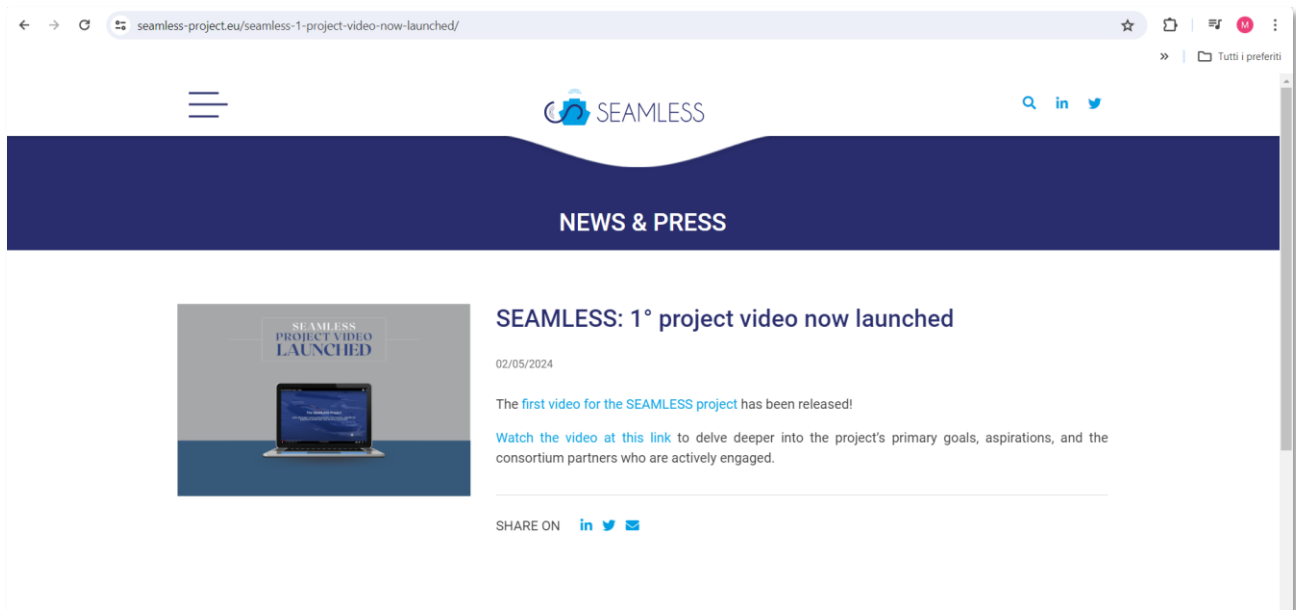 seamless-project.eu/seamless-1-project-video-now-launched/
M
Tutti i preferiti
SEAMLESS
in
NEWS & PRESS
SEAMLESS
PROJECT VIDEO
LAUNCHED
SEAMLESS: 1° project video now launched
02/05/2024
The first video for the SEAMLESS project has been released!
Watch the video at this link to delve deeper into the project's primary goals, aspirations, and the
consortium partners who are actively engaged.
SHARE ON in